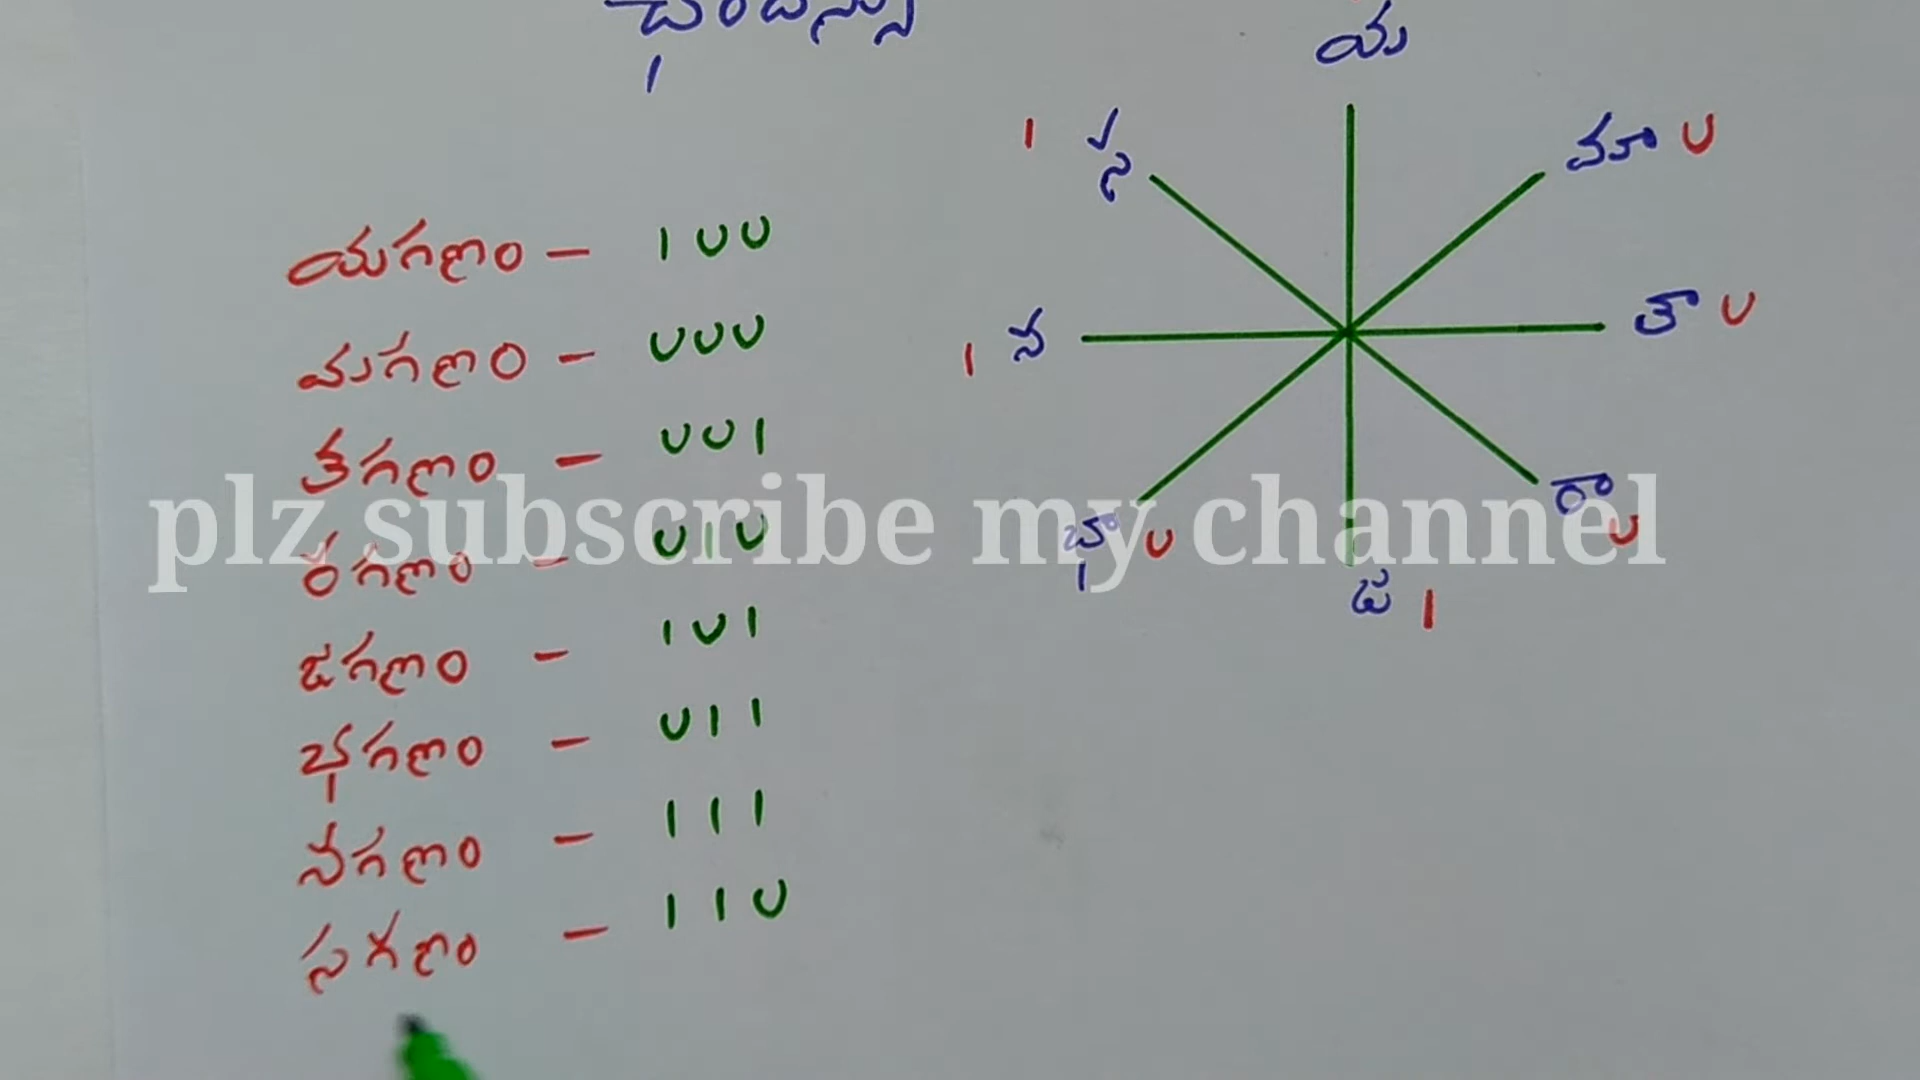 ఛందస్సు
యగణం - I U U
మగణం - U U U
తగణం - U U I
రగణం - U I U
జగణం - I U I
భగణం - U I I
నగణం - I I I
సగణం - I I U
య
మా U
తా U
రా U
జ I
భా U
I న
I స
plz subscribe my channel